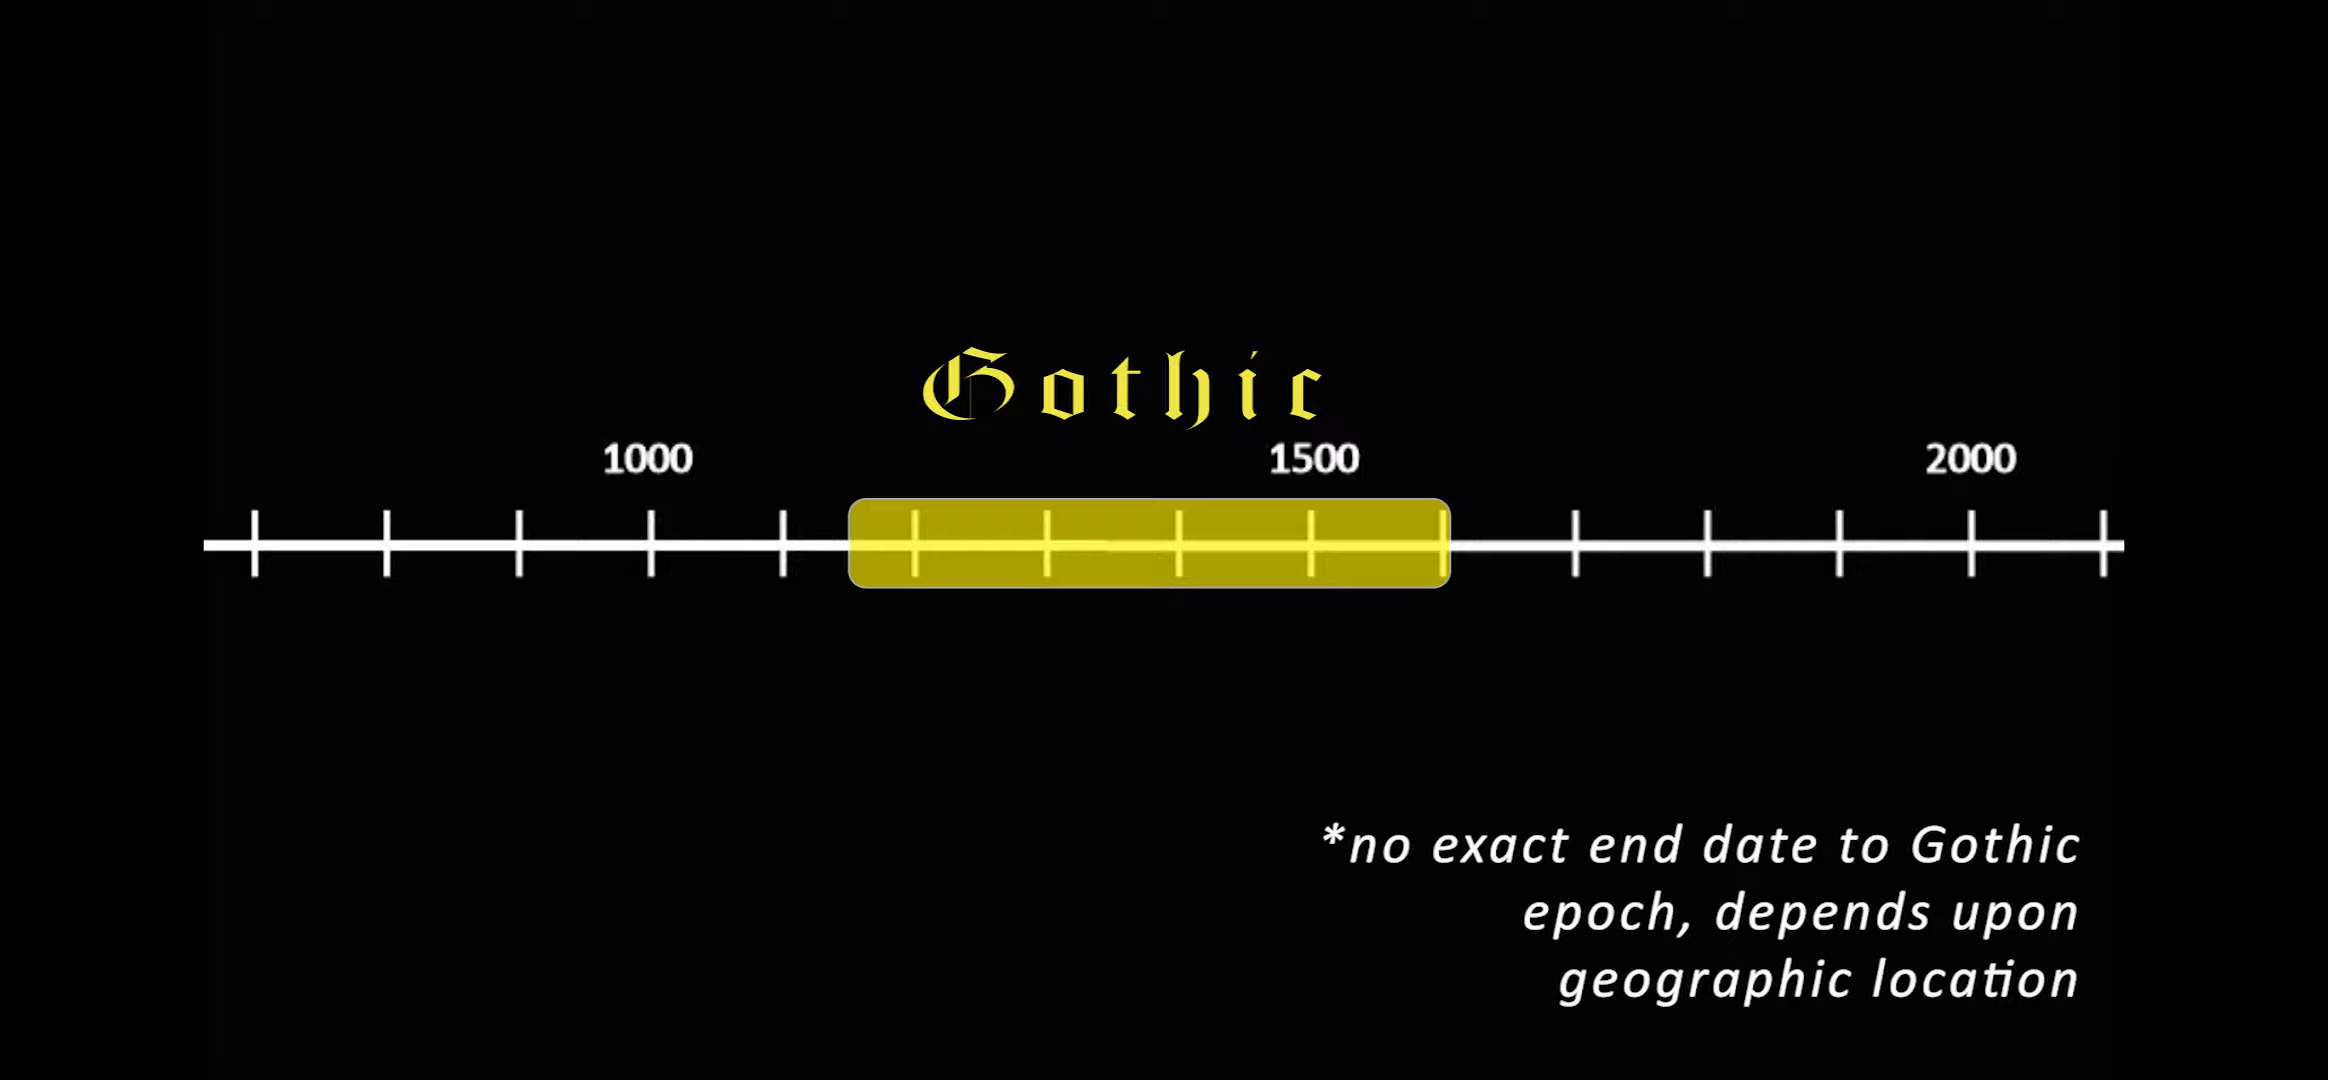 Gothic
1000 1500 2000
*no exact end date to Gothic
epoch, depends upon
geographic location